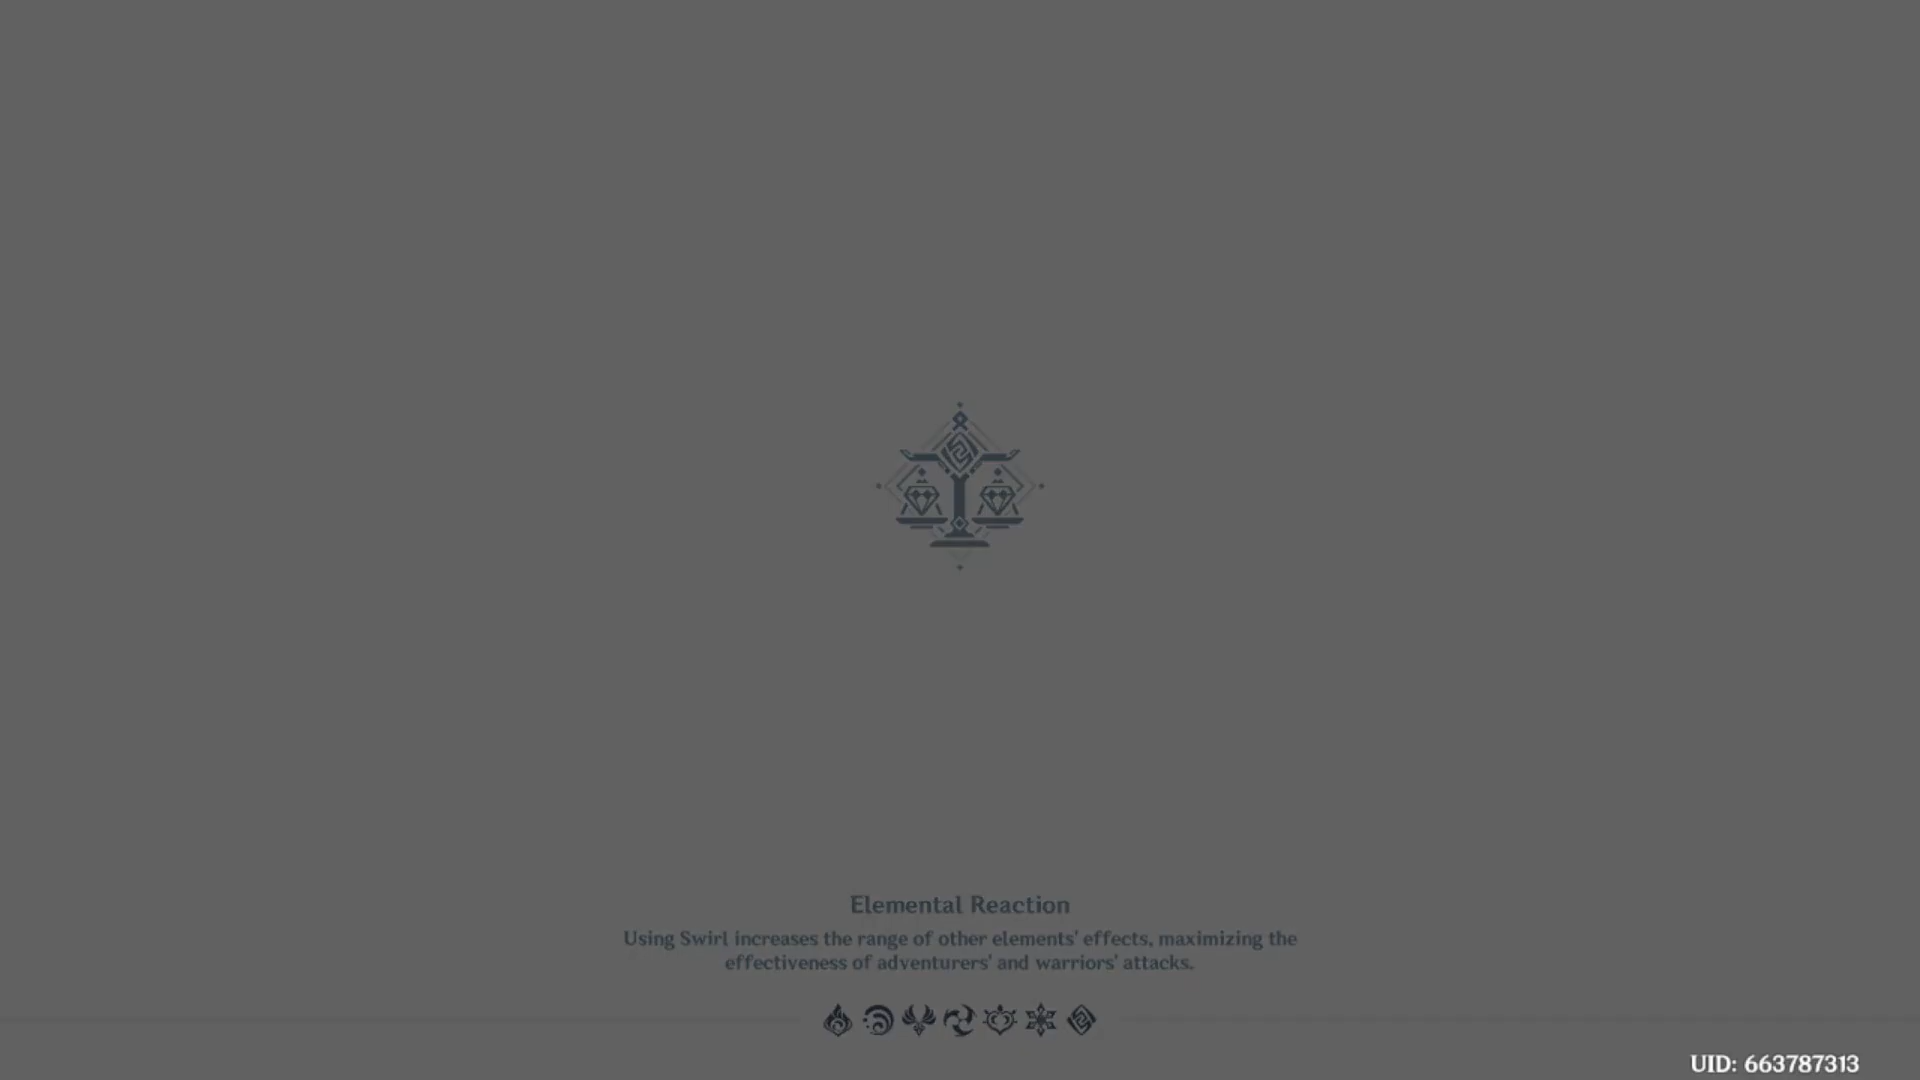 Elemental Reaction
Using Swirl increases the range of other elements' effects, maximizing the
effectiveness of adventurers' and warriors' attacks.
UID: 663787313